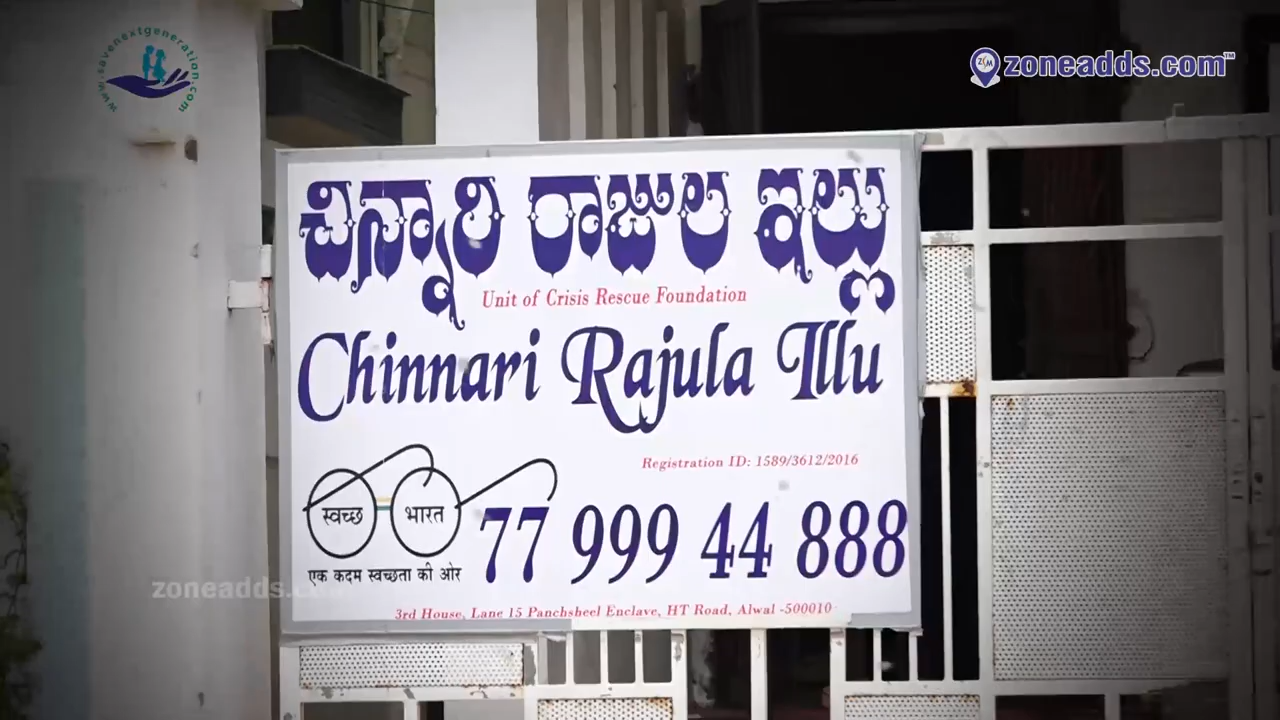 www.savenextgeneration.com
ZSM zoneadds.com™
చిన్నారి రాజుల ఇల్లు
Unit of Crisis Rescue Foundation
Chinnari Rajula Illu
Registration ID: 1589/3612/2016
स्वच्छ भारत
77 999 44 888
एक कदम स्वच्छता की ओर
zoneadds.com
3rd House, Lane 15 Panchsheel Enclave, HT Road, Alwal -500010